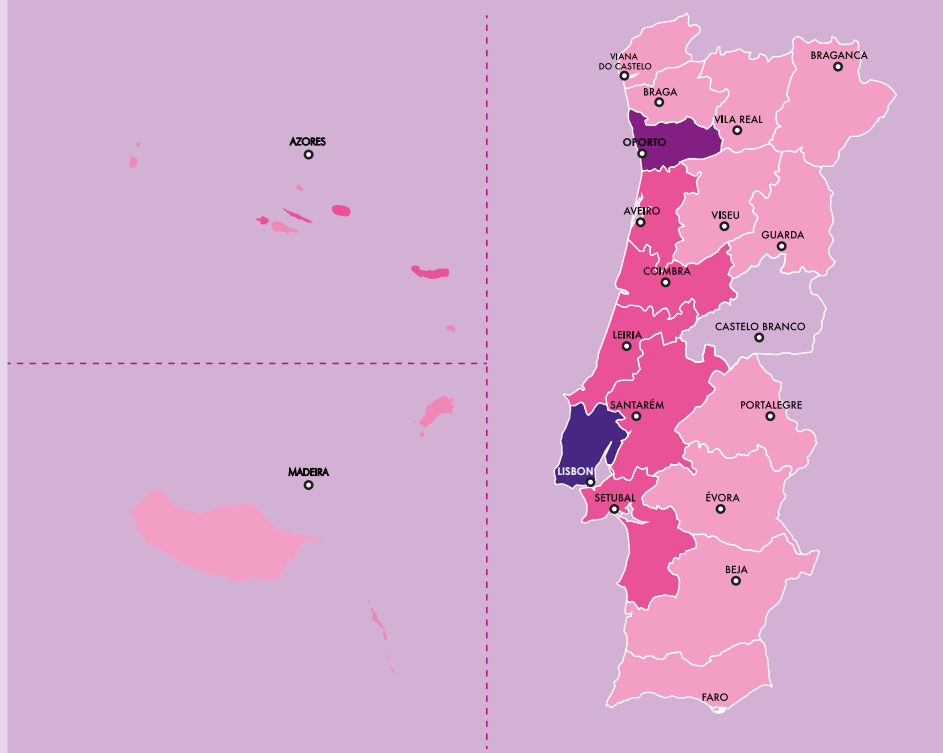 AZORES
MADEIRA
VIANA
DO CASTELO
BRAGANCA
BRAGA
VILA REAL
OPORTO
AVEIRO
VISEU
GUARDA
COIMBRA
CASTELO BRANCO
LEIRIA
SANTARÉM
PORTALEGRE
LISBON
SETUBAL
ÉVORA
BEJA
FARO